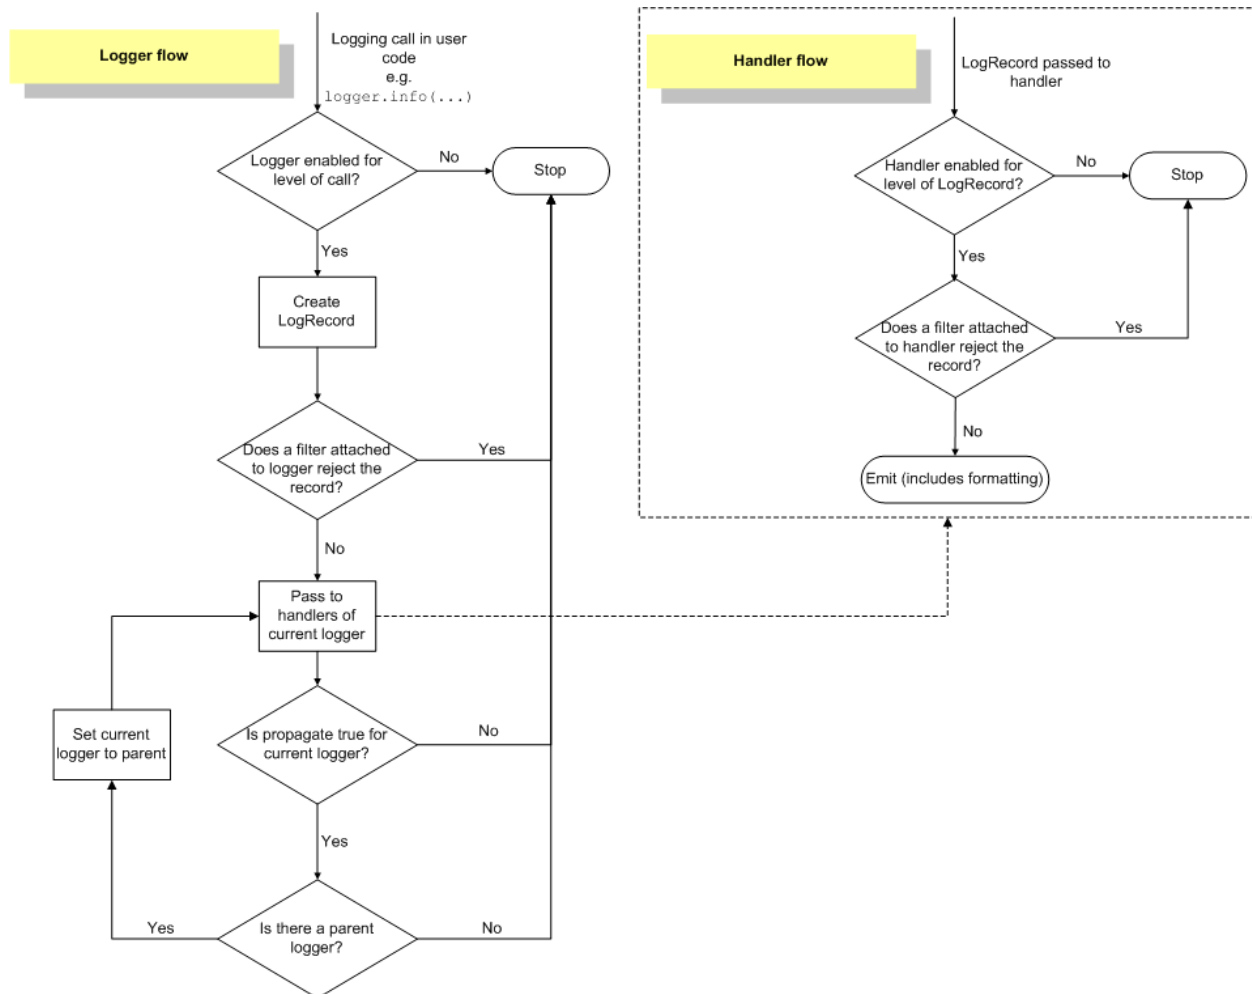 Logger flow
Logging call in user
code
e.g.
logger.info(...)
Logger enabled for
level of call?
No
Stop
Yes
Create
LogRecord
Does a filter attached
to logger reject the
record?
Yes
No
Pass to
handlers of
current logger
Set current
logger to parent
Is propagate true for
current logger?
No
Yes
Is there a parent
logger?
Yes
No
Handler flow
LogRecord passed to
handler
Handler enabled for
level of LogRecord?
No
Stop
Yes
Does a filter attached
to handler reject the
record?
Yes
No
Emit (includes formatting)